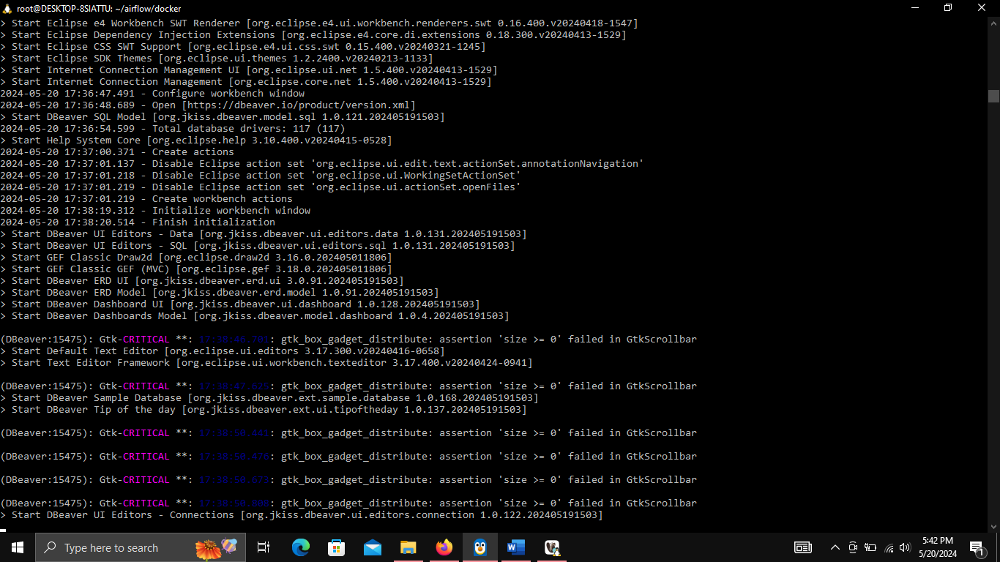 root@DESKTOP-8SIATTU: ~/airflow/docker
> Start Eclipse e4 Workbench SWT Renderer [org.eclipse.e4.ui.workbench.renderers.swt 0.16.400.v20240418-1547]
> Start Eclipse Dependency Injection Extensions [org.eclipse.e4.core.di.extensions 0.18.300.v20240413-1529]
> Start Eclipse CSS SWT Support [org.eclipse.e4.ui.css.swt 0.15.400.v20240321-1245]
> Start Eclipse SDK Themes [org.eclipse.ui.themes 1.2.2400.v20240213-1133]
> Start Internet Connection Management UI [org.eclipse.ui.net 1.5.400.v20240413-1529]
> Start Internet Connection Management [org.eclipse.core.net 1.5.400.v20240413-1529]
2024-05-20 17:36:47.491 - Configure workbench window
2024-05-20 17:36:48.689 - Open [https://dbeaver.io/product/version.xml]
> Start DBeaver SQL Model [org.jkiss.dbeaver.model.sql 1.0.121.202405191503]
2024-05-20 17:36:54.599 - Total database drivers: 117 (117)
> Start Help System Core [org.eclipse.help 3.10.400.v20240415-0528]
2024-05-20 17:37:00.371 - Create actions
2024-05-20 17:37:01.137 - Disable Eclipse action set 'org.eclipse.ui.edit.text.actionSet.annotationNavigation'
2024-05-20 17:37:01.218 - Disable Eclipse action set 'org.eclipse.ui.WorkingSetActionSet'
2024-05-20 17:37:01.219 - Disable Eclipse action set 'org.eclipse.ui.actionSet.openFiles'
2024-05-20 17:37:01.219 - Create workbench actions
2024-05-20 17:38:19.312 - Initialize workbench window
2024-05-20 17:38:20.514 - Finish initialization
> Start DBeaver UI Editors - Data [org.jkiss.dbeaver.ui.editors.data 1.0.131.202405191503]
> Start DBeaver UI Editors - SQL [org.jkiss.dbeaver.ui.editors.sql 1.0.131.202405191503]
> Start GEF Classic Draw2d [org.eclipse.draw2d 3.16.0.202405011806]
> Start GEF Classic GEF (MVC) [org.eclipse.gef 3.18.0.202405011806]
> Start DBeaver ERD UI [org.jkiss.dbeaver.erd.ui 3.0.91.202405191503]
> Start DBeaver ERD Model [org.jkiss.dbeaver.erd.model 1.0.91.202405191503]
> Start DBeaver Dashboard UI [org.jkiss.dbeaver.ui.dashboard 1.0.128.202405191503]
> Start DBeaver Dashboards Model [org.jkiss.dbeaver.model.dashboard 1.0.4.202405191503]
(DBeaver:15475): Gtk-CRITICAL **: 17:38:46.701: gtk_box_gadget_distribute: assertion 'size >= 0' failed in GtkScrollbar
> Start Default Text Editor [org.eclipse.ui.editors 3.17.300.v20240416-0658]
> Start Text Editor Framework [org.eclipse.ui.workbench.texteditor 3.17.400.v20240424-0941]
(DBeaver:15475): Gtk-CRITICAL **: 17:38:47.625: gtk_box_gadget_distribute: assertion 'size >= 0' failed in GtkScrollbar
> Start DBeaver Sample Database [org.jkiss.dbeaver.ext.sample.database 1.0.168.202405191503]
> Start DBeaver Tip of the day [org.jkiss.dbeaver.ext.ui.tipoftheday 1.0.137.202405191503]
(DBeaver:15475): Gtk-CRITICAL **: 17:38:50.441: gtk_box_gadget_distribute: assertion 'size >= 0' failed in GtkScrollbar
(DBeaver:15475): Gtk-CRITICAL **: 17:38:50.476: gtk_box_gadget_distribute: assertion 'size >= 0' failed in GtkScrollbar
(DBeaver:15475): Gtk-CRITICAL **: 17:38:50.673: gtk_box_gadget_distribute: assertion 'size >= 0' failed in GtkScrollbar
(DBeaver:15475): Gtk-CRITICAL **: 17:38:50.808: gtk_box_gadget_distribute: assertion 'size >= 0' failed in GtkScrollbar
> Start DBeaver UI Editors - Connections [org.jkiss.dbeaver.ui.editors.connection 1.0.122.202405191503]
Type here to search
5:42 PM
5/20/2024
1